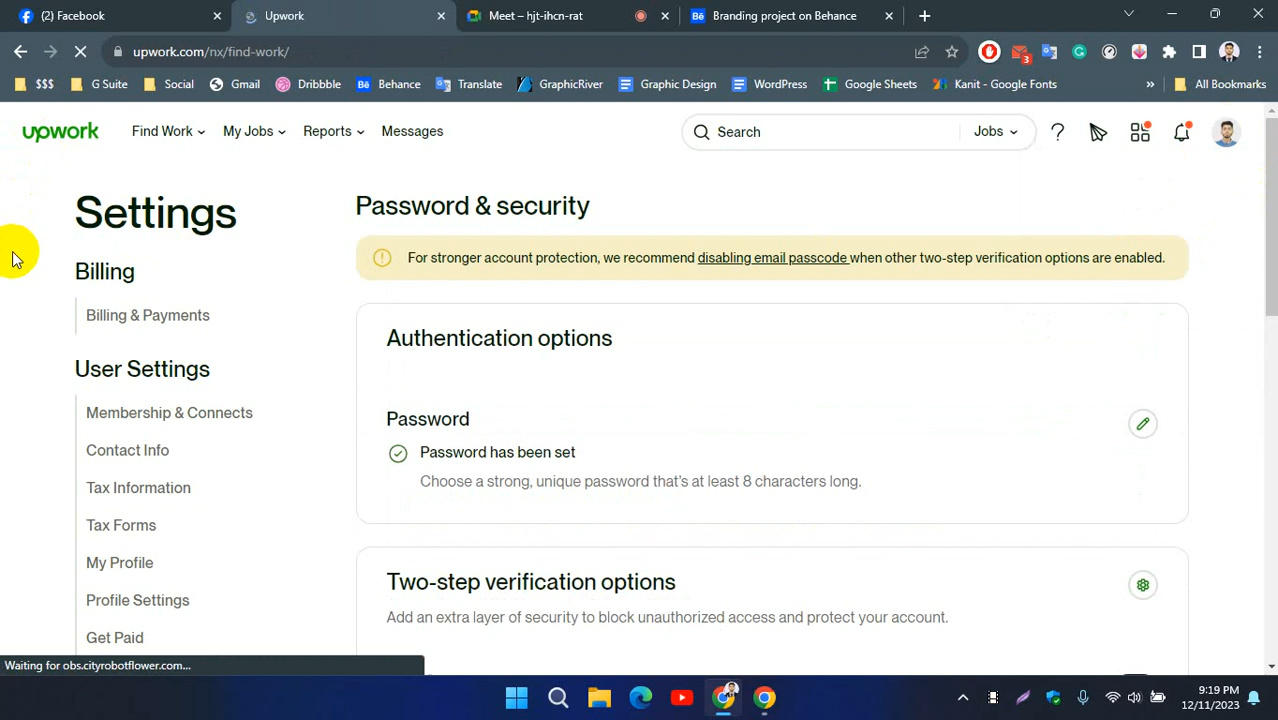 (2) Facebook
Upwork
Meet – hjt-ihcn-rat
Bē Branding project on Behance
upwork.com/nx/find-work/
3
$$$
G Suite
Social
Gmail
Dribbble
Bē Behance
Translate
GraphicRiver
Graphic Design
WordPress
Google Sheets
Kanit - Google Fonts
»
All Bookmarks
upwork
Find Work
My Jobs
Reports
Messages
Search
Jobs
?
Settings
Billing
Billing & Payments
User Settings
Membership & Connects
Contact Info
Tax Information
Tax Forms
My Profile
Profile Settings
Get Paid
Password & security
For stronger account protection, we recommend disabling email passcode when other two-step verification options are enabled.
Authentication options
Password
Password has been set
Choose a strong, unique password that's at least 8 characters long.
Two-step verification options
Add an extra layer of security to block unauthorized access and protect your account.
Waiting for obs.cityrobotflower.com...
9:19 PM
12/11/2023